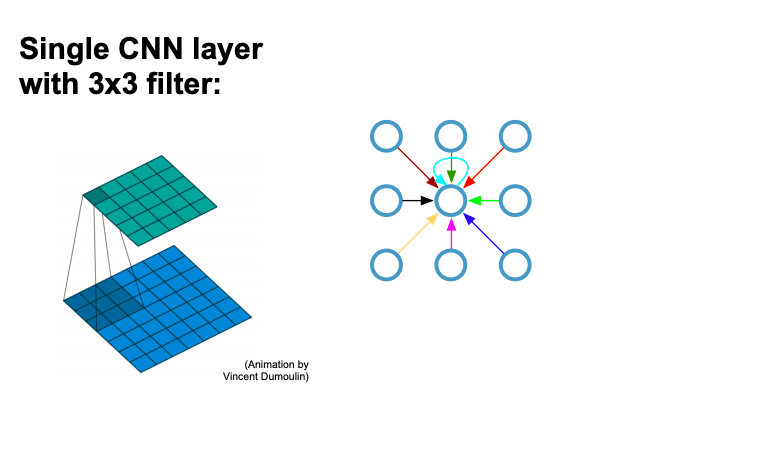 Single CNN layer
with 3x3 filter:
(Animation by
Vincent Dumoulin)